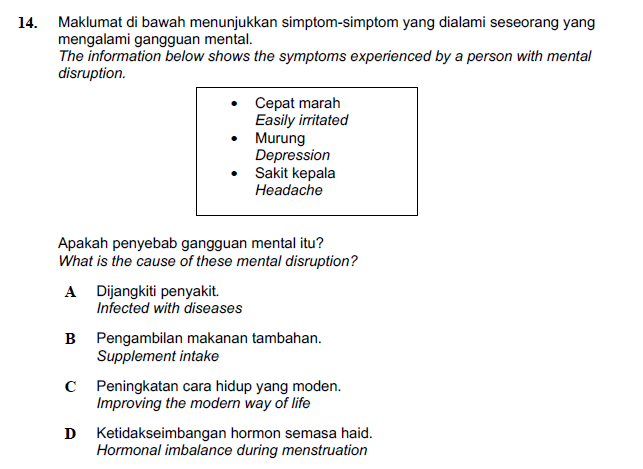 14. Maklumat di bawah menunjukkan simptom-simptom yang dialami seseorang yang
mengalami gangguan mental.
The information below shows the symptoms experienced by a person with mental
disruption.
• Cepat marah
Easily irritated
• Murung
Depression
• Sakit kepala
Headache
Apakah penyebab gangguan mental itu?
What is the cause of these mental disruption?
A Dijangkiti penyakit.
Infected with diseases
B Pengambilan makanan tambahan.
Supplement intake
C Peningkatan cara hidup yang moden.
Improving the modern way of life
D Ketidakseimbangan hormon semasa haid.
Hormonal imbalance during menstruation